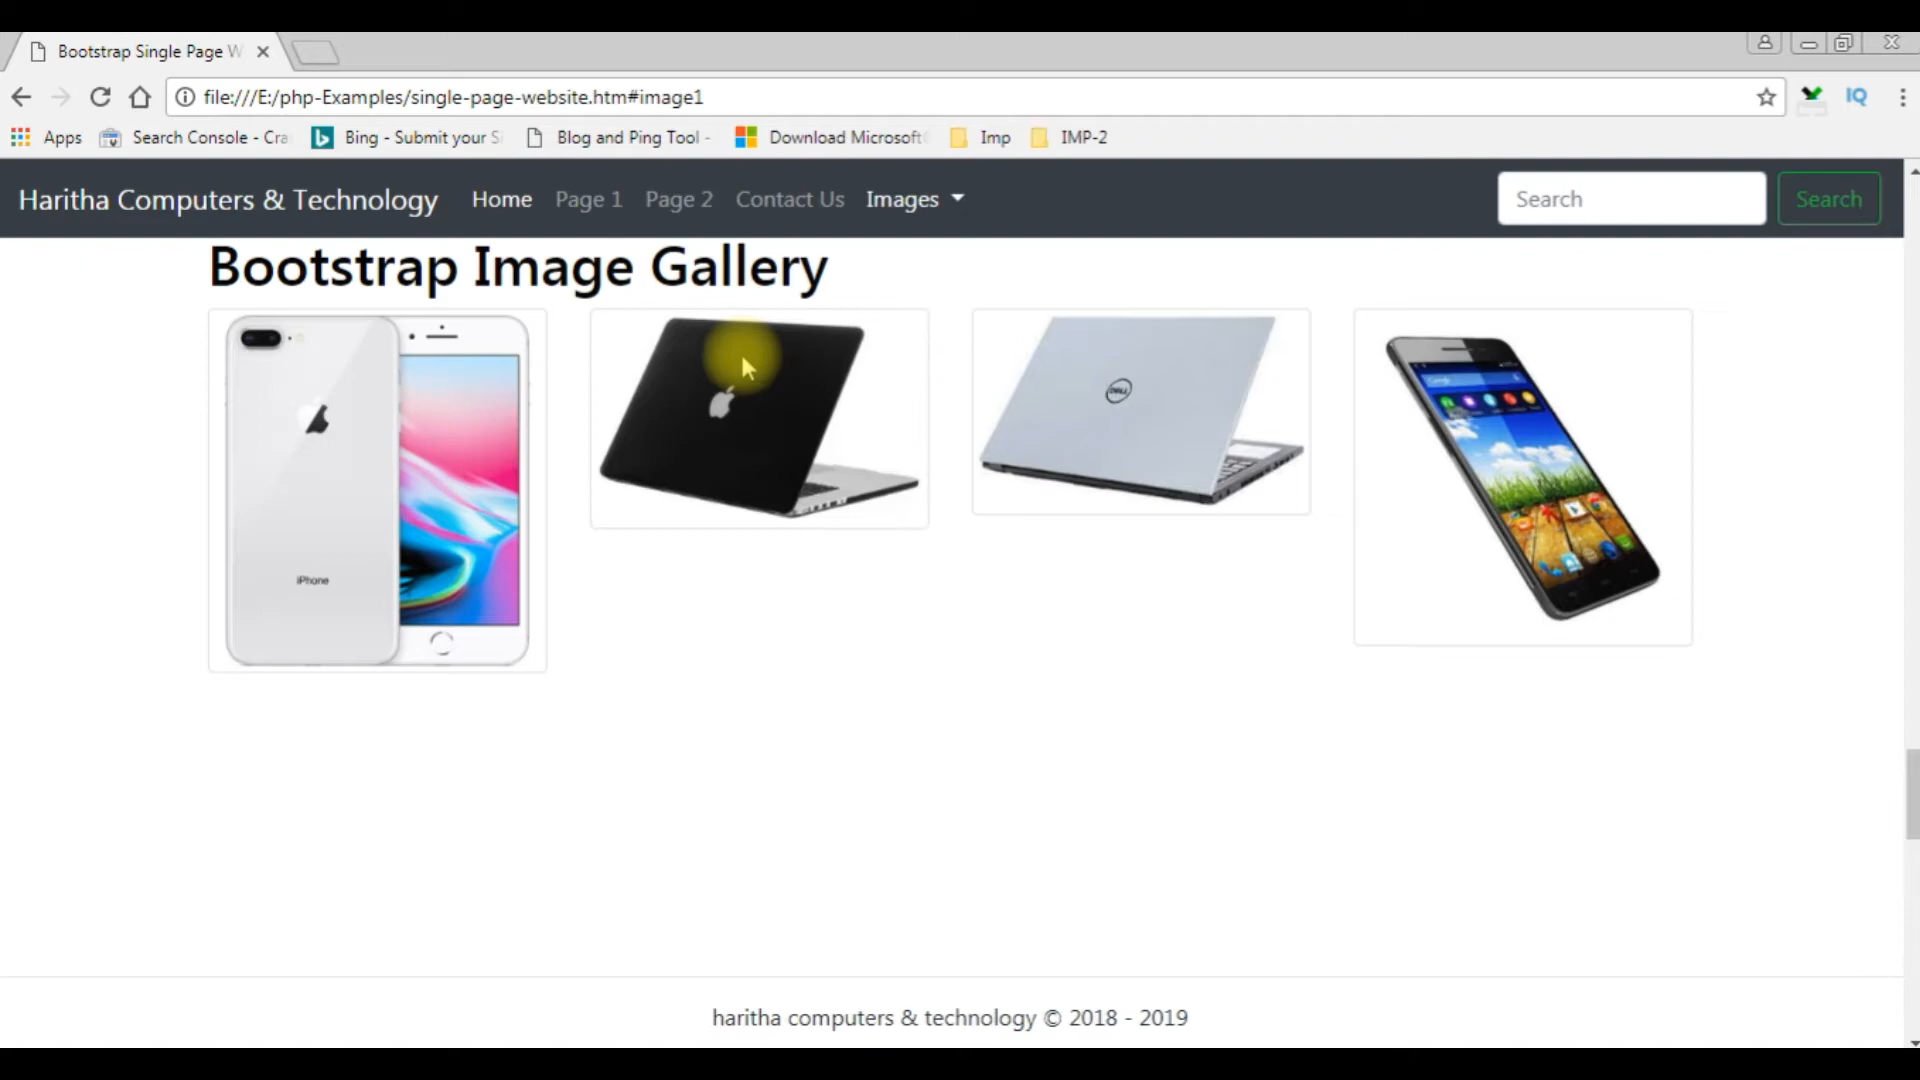 Bootstrap Single Page W
file:///E:/php-Examples/single-page-website.htm#image1
IQ
Apps Search Console - Cra Bing - Submit your S Blog and Ping Tool - Download Microsoft Imp IMP-2
Haritha Computers & Technology Home Page 1 Page 2 Contact Us Images Search Search
Bootstrap Image Gallery
DELL
Google
iPhone
haritha computers & technology © 2018 - 2019